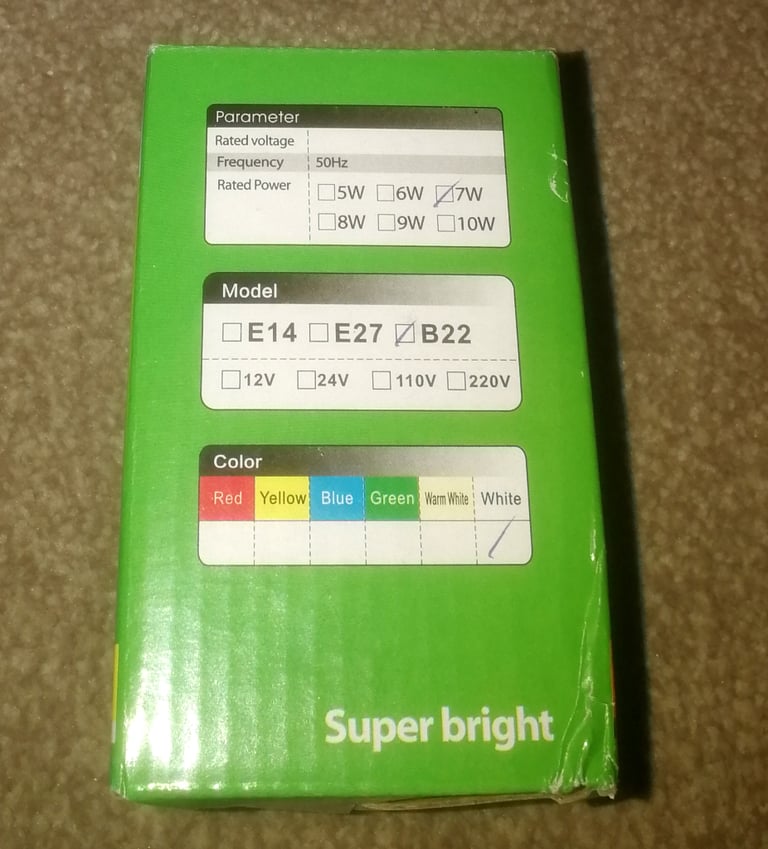 Parameter
Rated voltage
Frequency 50Hz
Rated Power 5W 6W 7W
8W 9W 10W
Model
E14 E27 B22
12V 24V 110V 220V
Color
Red Yellow Blue Green Warm White White
Super bright